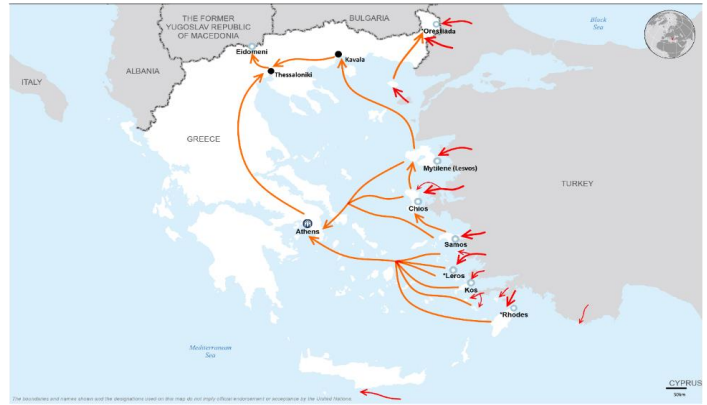 THE FORMER
YUGOSLAV REPUBLIC
OF MACEDONIA
BULGARIA
Black
Sea
*Orestiada
Eidomeni
Kavala
Thessaloniki
ITALY
ALBANIA
GREECE
TURKEY
Mytilene (Lesvos)
Chios
Athens
Samos
*Leros
Kos
*Rhodes
Mediterranean
Sea
CYPRUS
50km
The boundaries and names shown and the designations used on this map do not imply official endorsement or acceptance by the United Nations.